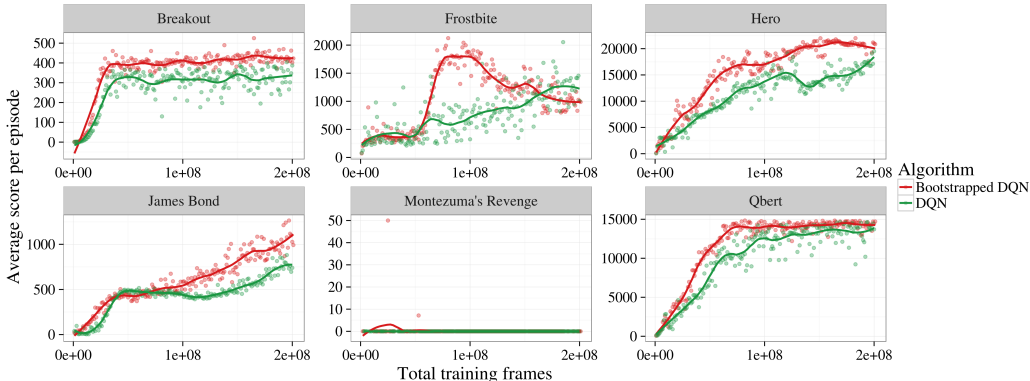 Breakout
Frostbite
Hero
500
400
300
200
100
0
2000
1500
1000
500
0
20000
15000
10000
5000
0
0e+00 1e+08 2e+08
0e+00 1e+08 2e+08
0e+00 1e+08 2e+08
Average score per episode
James Bond
Montezuma's Revenge
Qbert
1000
500
0
50
40
30
20
10
0
15000
10000
5000
0
0e+00 1e+08 2e+08
0e+00 1e+08 2e+08
0e+00 1e+08 2e+08
Total training frames
Algorithm
Bootstrapped DQN
DQN